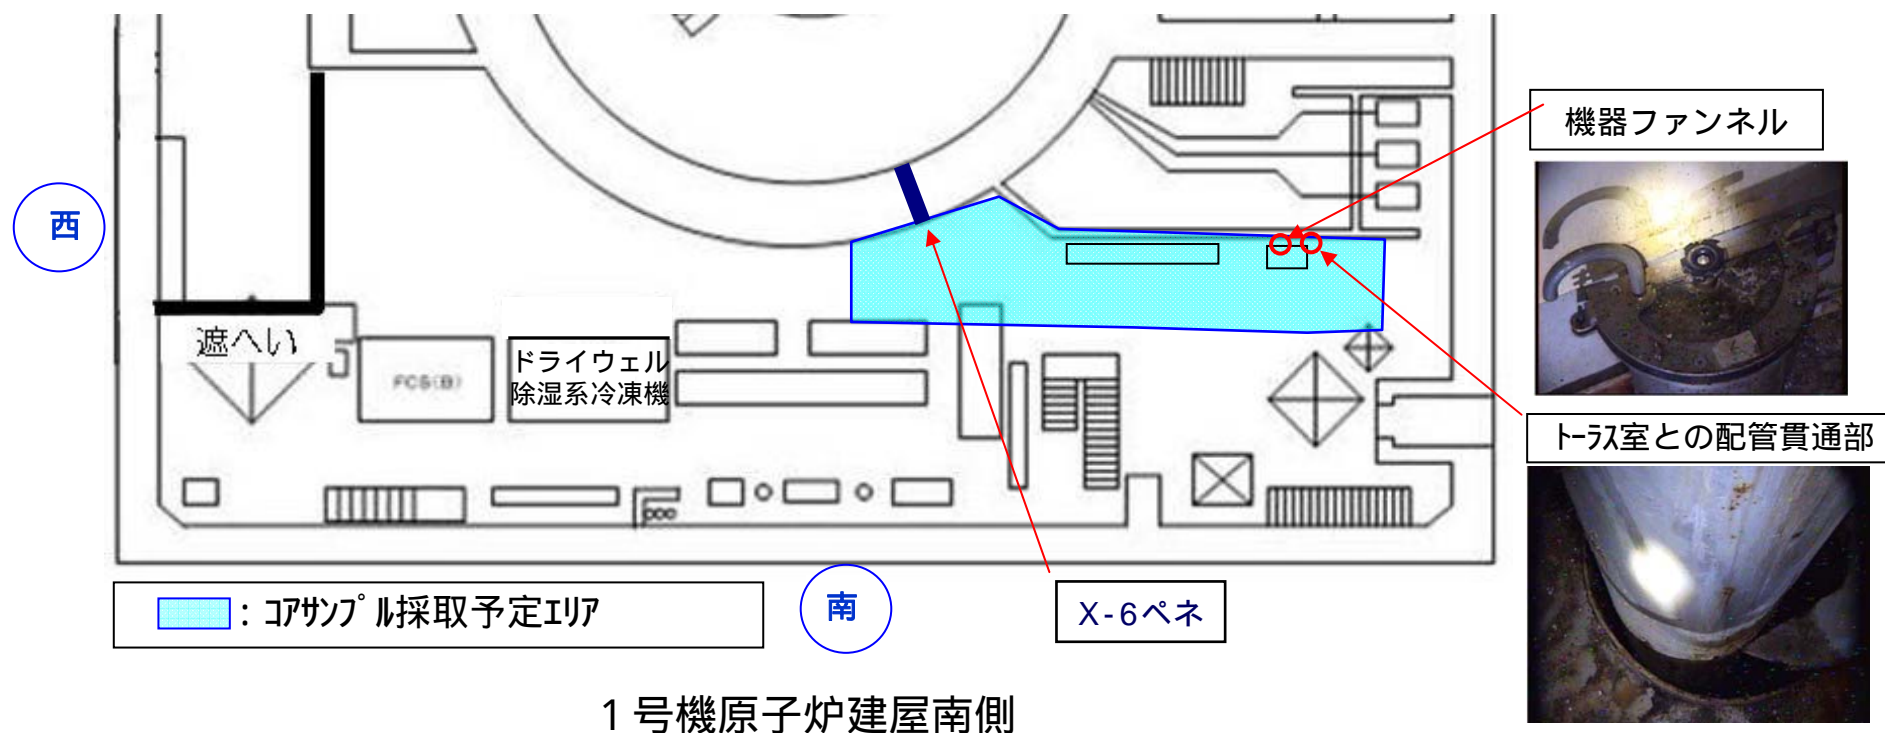 機器ファンネル
西
遮へい
FCS(B)
ドライウェル
除湿系冷凍機
ﾄｰﾗｽ室との配管貫通部
：ｺｱｻﾝﾌﾟﾙ採取予定ｴﾘｱ
南
X-6ペネ
１号機原子炉建屋南側